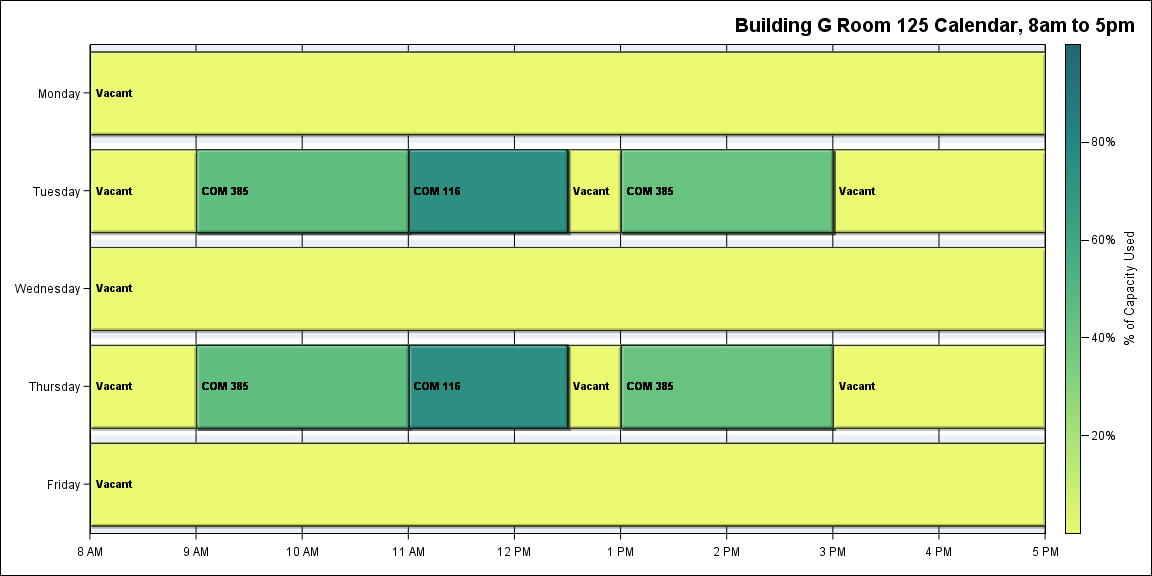 Building G Room 125 Calendar, 8am to 5pm
Monday
Vacant
Tuesday
Vacant
COM 385
COM 116
Vacant
COM 385
Vacant
Wednesday
Vacant
Thursday
Vacant
COM 385
COM 116
Vacant
COM 385
Vacant
Friday
Vacant
8 AM
9 AM
10 AM
11 AM
12 PM
1 PM
2 PM
3 PM
4 PM
5 PM
80%
60%
40%
20%
% of Capacity Used